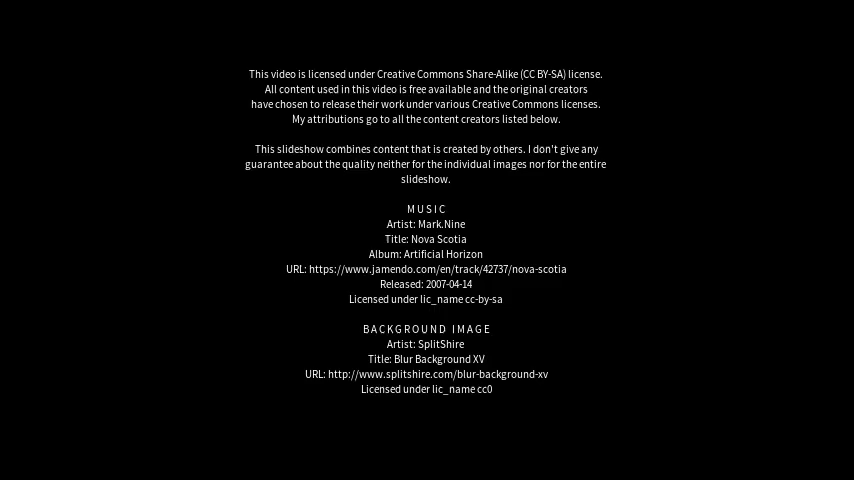 This video is licensed under Creative Commons Share-Alike (CC BY-SA) license.
All content used in this video is free available and the original creators
have chosen to release their work under various Creative Commons licenses.
My attributions go to all the content creators listed below.
This slideshow combines content that is created by others. I don't give any
guarantee about the quality neither for the individual images nor for the entire
slideshow.
MUSIC
Artist: Mark.Nine
Title: Nova Scotia
Album: Artificial Horizon
URL: https://www.jamendo.com/en/track/42737/nova-scotia
Released: 2007-04-14
Licensed under lic_name cc-by-sa
BACKGROUND IMAGE
Artist: SplitShire
Title: Blur Background XV
URL: http://www.splitshire.com/blur-background-xv
Licensed under lic_name cc0